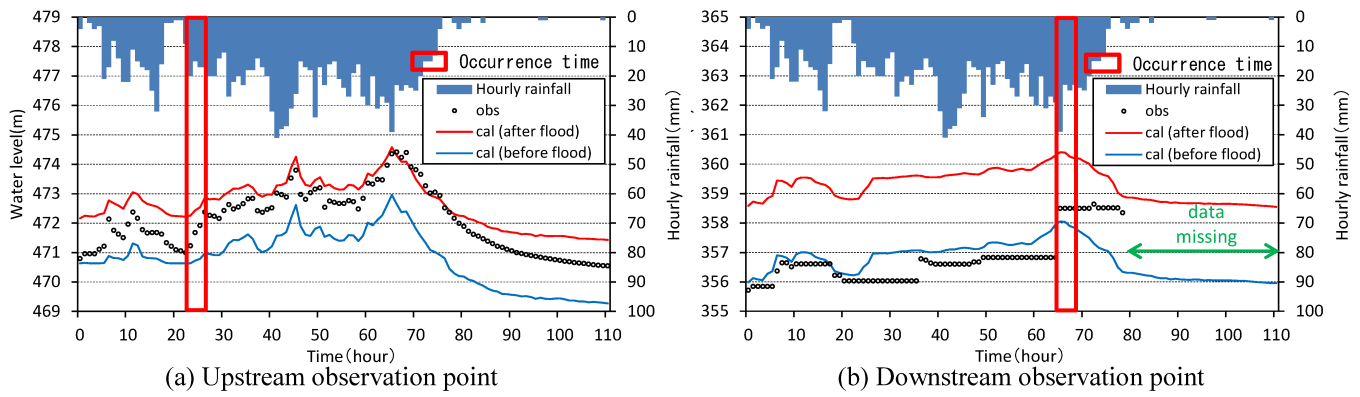 479
478
477
476
475
474
473
472
471
470
469
Water level(m)
0
10
20
30
40
50
60
70
80
90
100
Hourly rainfall(mm)
Occurrence time
Hourly rainfall
obs
cal (after flood)
cal (before flood)
0 10 20 30 40 50 60 70 80 90 100 110
Time(hour)
(a) Upstream observation point
365
364
363
362
361
360
359
358
357
356
355
0
10
20
30
40
50
60
70
80
90
100
Hourly rainfall(mm)
Occurrence time
Hourly rainfall
obs
cal (after flood)
cal (before flood)
data
missing
0 10 20 30 40 50 60 70 80 90 100 110
Time(hour)
(b) Downstream observation point